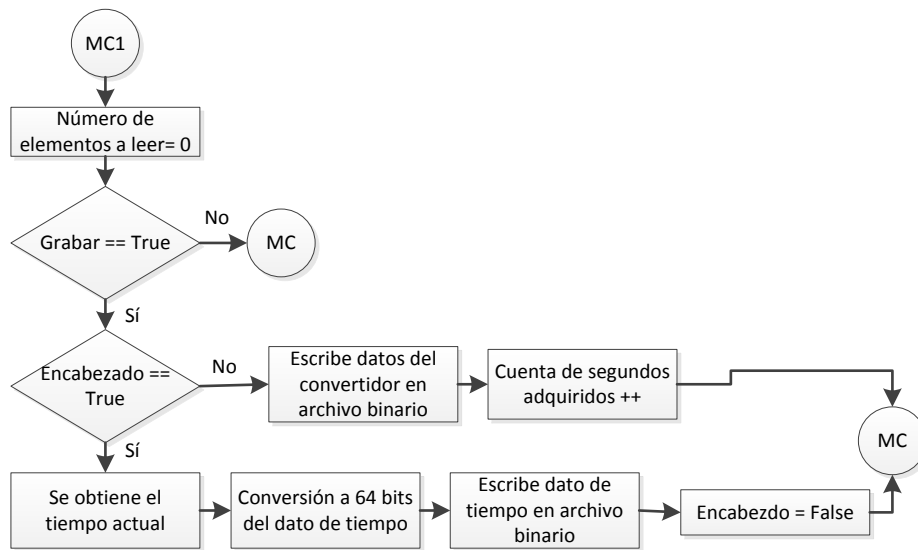 MC1
Número de
elementos a leer= 0
Grabar == True
No
MC
Sí
Encabezado ==
True
No
Escribe datos del
convertidor en
archivo binario
Cuenta de segundos
adquiridos ++
MC
Sí
Se obtiene el
tiempo actual
Conversión a 64 bits
del dato de tiempo
Escribe dato de
tiempo en archivo
binario
Encabezdo = False